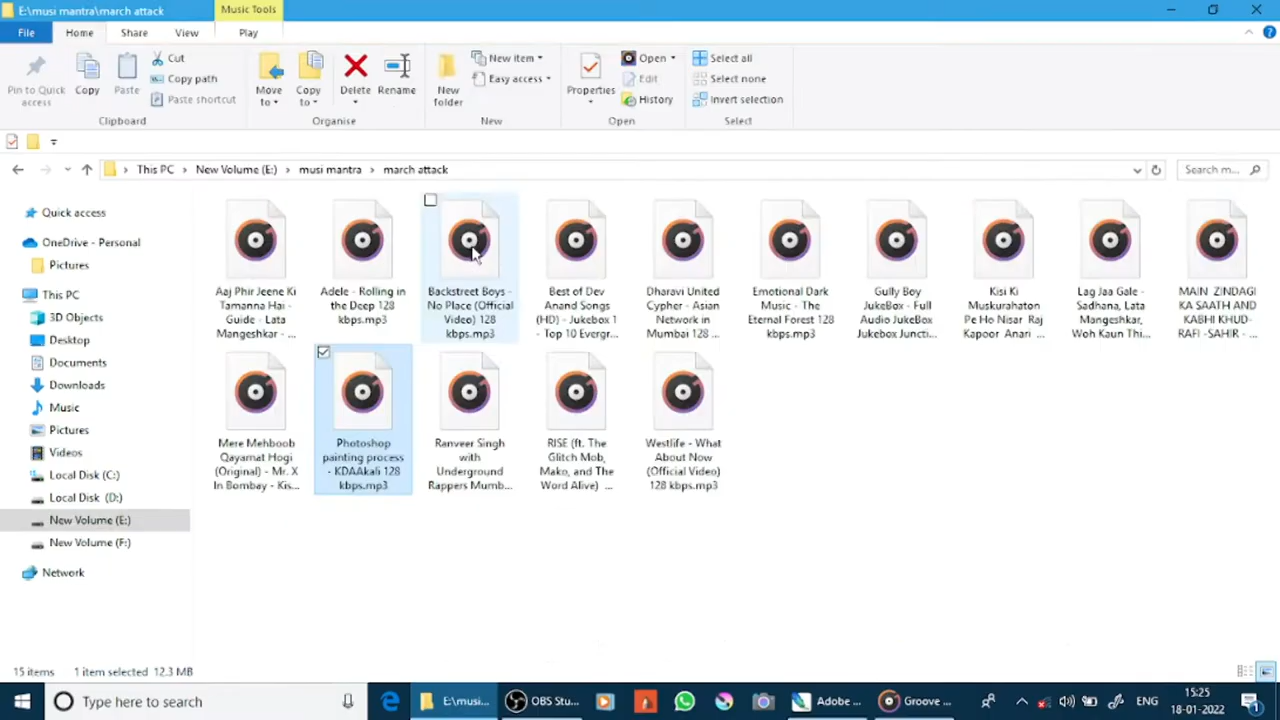 E:\musi mantra\march attack
Music Tools
File
Home
Share
View
Play
Pin to Quick access
Copy
Paste
Cut
Copy path
Paste shortcut
Clipboard
Move to
Copy to
Delete
Rename
Organise
New folder
New item
Easy access
New
Properties
Open
Edit
History
Open
Select all
Select none
Invert selection
Select
This PC
New Volume (E:)
musi mantra
march attack
Search m...
Quick access
OneDrive - Personal
Pictures
This PC
3D Objects
Desktop
Documents
Downloads
Music
Pictures
Videos
Local Disk (C:)
Local Disk (D:)
New Volume (E:)
New Volume (F:)
Network
Aaj Phir Jeene Ki
Tamanna Hai -
Guide - Lata
Mangeshkar - ...
Adele - Rolling in
the Deep 128
kbps.mp3
Backstreet Boys -
No Place (Official
Video) 128
kbps.mp3
Best of Dev
Anand Songs
(HD) - Jukebox 1
- Top 10 Evergr...
Dharavi United
Cypher - Asian
Network in
Mumbai 128 ...
Emotional Dark
Music - The
Eternal Forest 128
kbps.mp3
Gully Boy
JukeBox - Full
Audio JukeBox
Jukebox Juncti...
Kisi Ki
Muskurahaton
Pe Ho Nisar Raj
Kapoor Anari ...
Lag Jaa Gale -
Sadhana, Lata
Mangeshkar,
Woh Kaun Thi...
MAIN ZINDAGI
KA SAATH AND
KABHI KHUD-
RAFI -SAHIR - ...
Mere Mehboob
Qayamat Hogi
(Original) - Mr. X
In Bombay - Kis...
Photoshop
painting process
- KDAAkali 128
kbps.mp3
Ranveer Singh
with
Underground
Rappers Mumb...
RISE (ft. The
Glitch Mob,
Mako, and The
Word Alive) ...
Westlife - What
About Now
(Official Video)
128 kbps.mp3
15 items
1 item selected 12.3 MB
Type here to search
E:\musi...
OBS Stu...
Adobe ...
Groove ...
ENG
15:25
18-01-2022
1